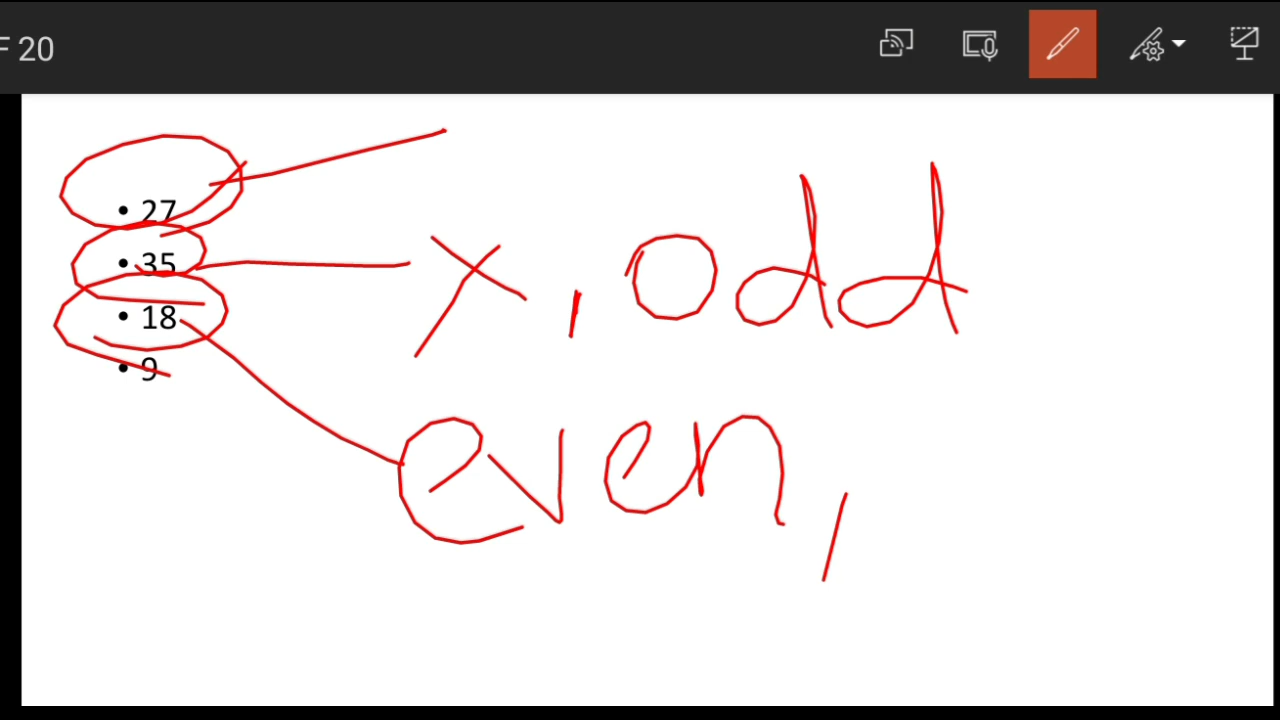 F 20
• 27
• 35
x, odd
• 18
• 9
even,